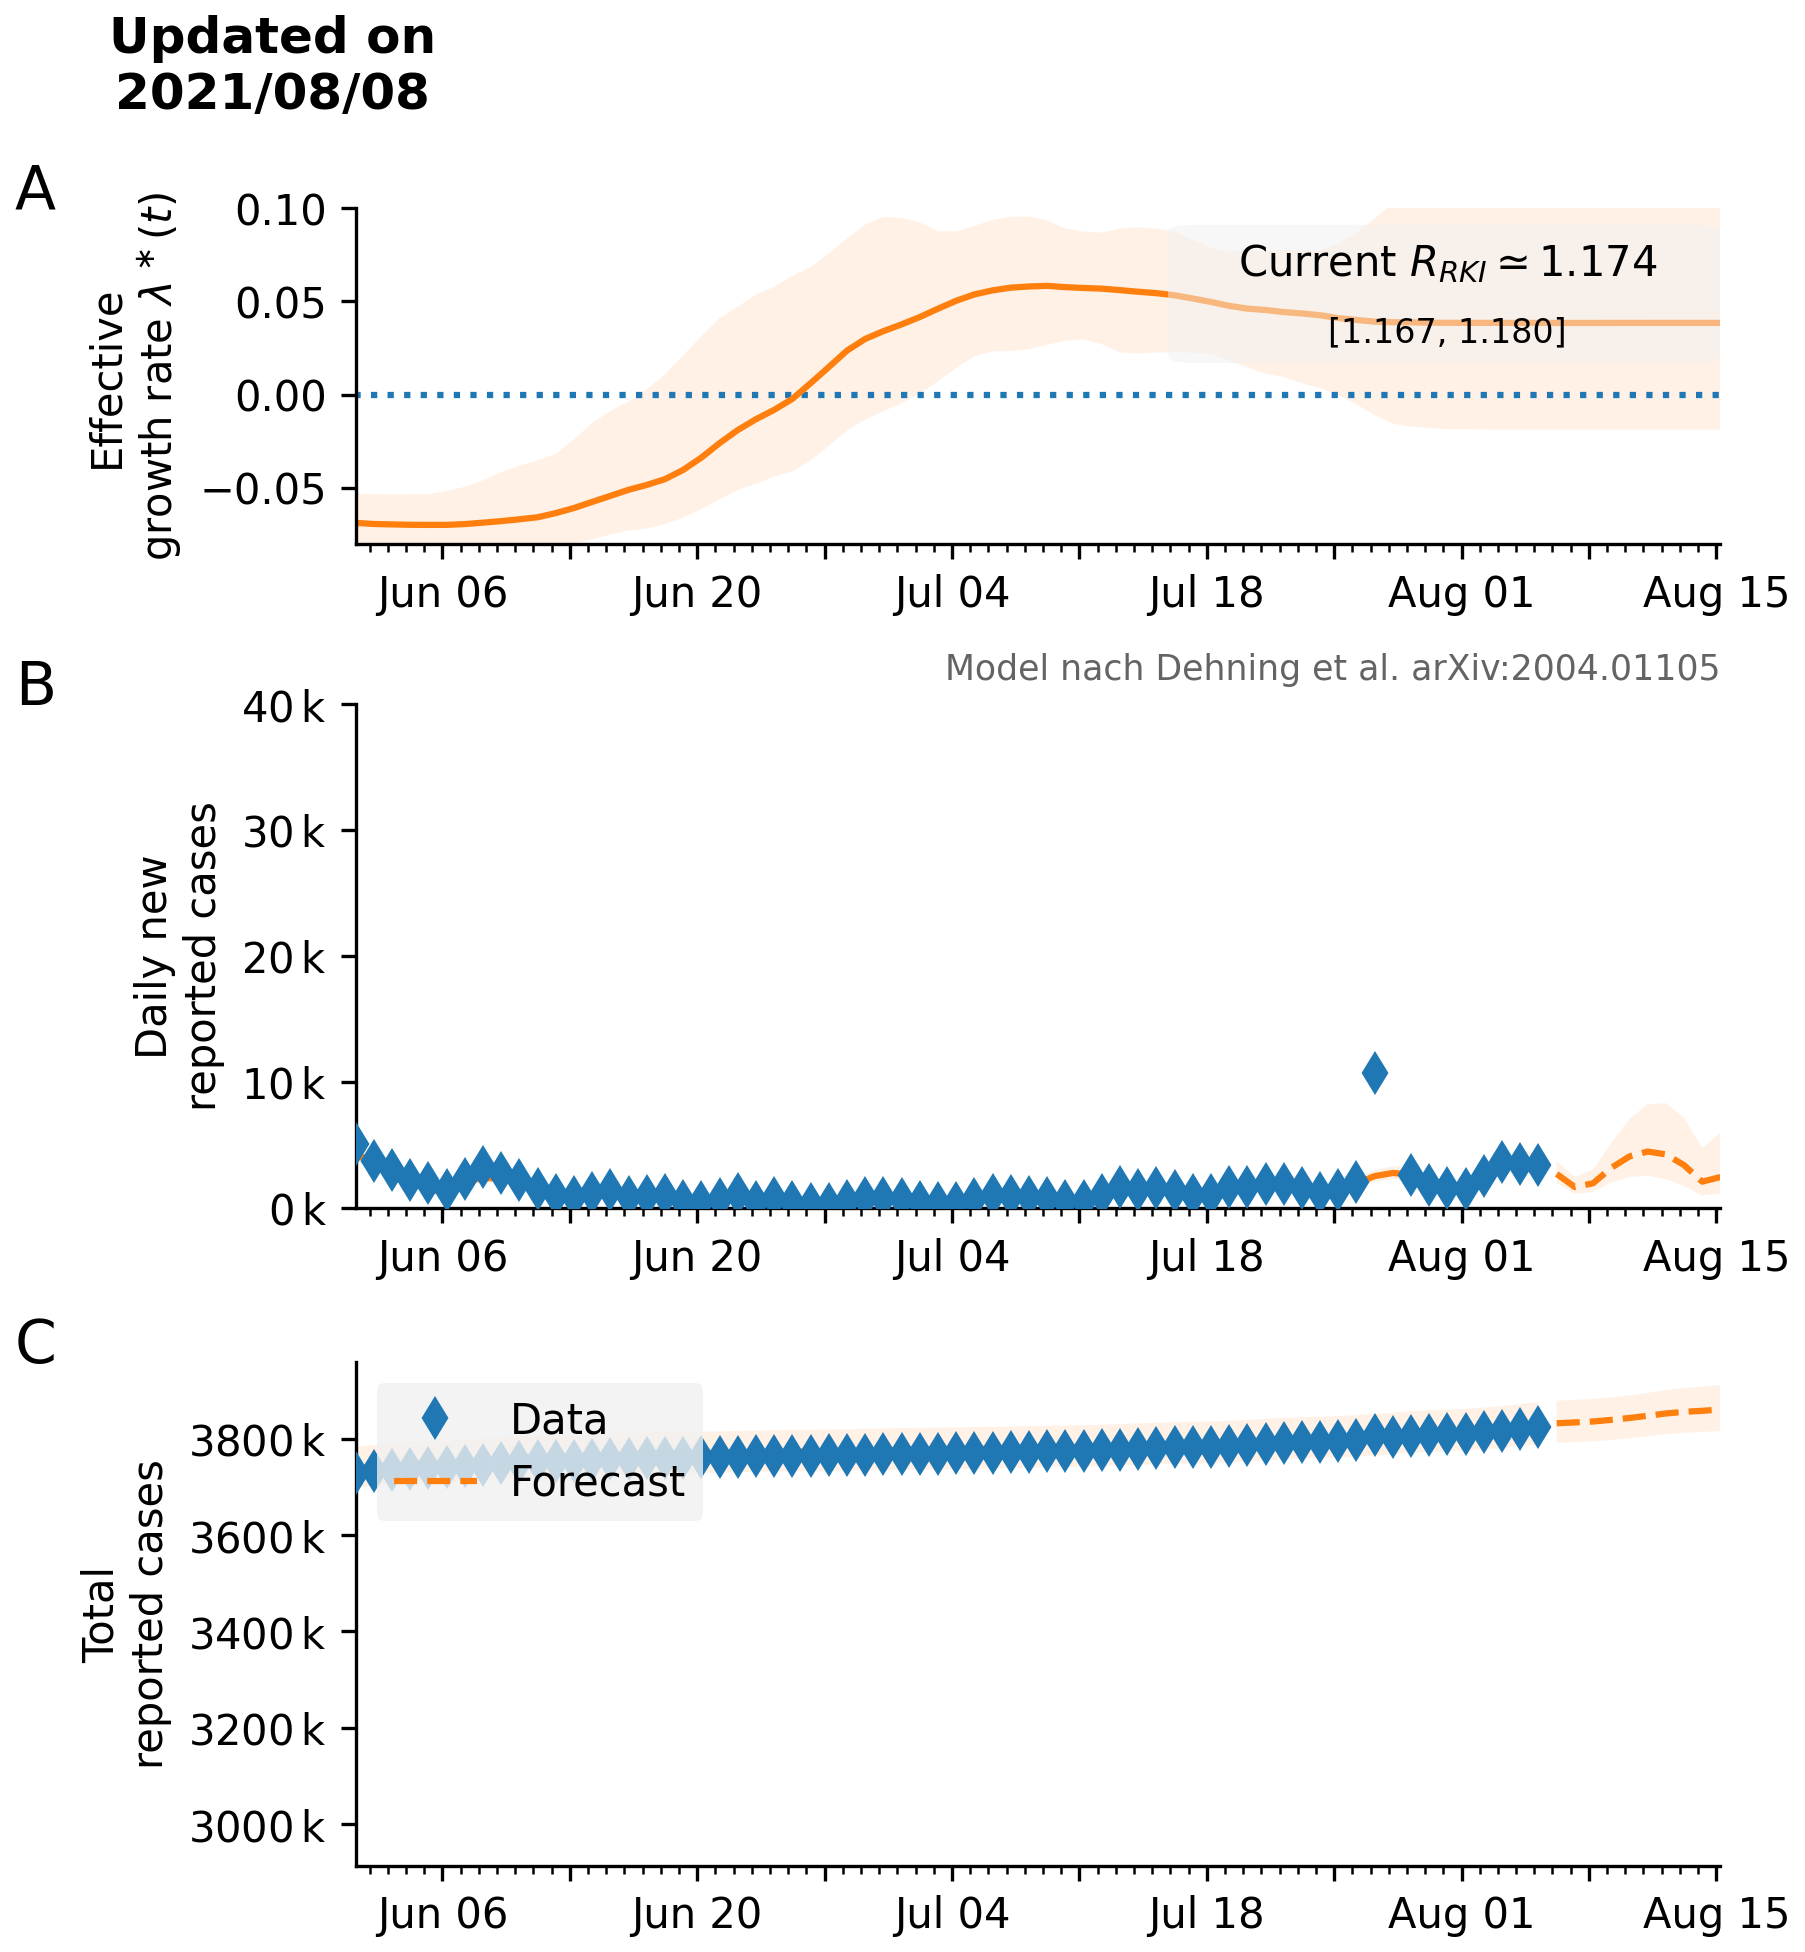 Updated on
2021/08/08
A
Effective
growth rate λ * (t)
0.10
0.05
0.00
−0.05
Current R_RKI ≃ 1.174
[1.167, 1.180]
Jun 06
Jun 20
Jul 04
Jul 18
Aug 01
Aug 15
B
Model nach Dehning et al. arXiv:2004.01105
Daily new
reported cases
40 k
30 k
20 k
10 k
0 k
Jun 06
Jun 20
Jul 04
Jul 18
Aug 01
Aug 15
C
Total
reported cases
3800 k
3600 k
3400 k
3200 k
3000 k
Data
Forecast
Jun 06
Jun 20
Jul 04
Jul 18
Aug 01
Aug 15